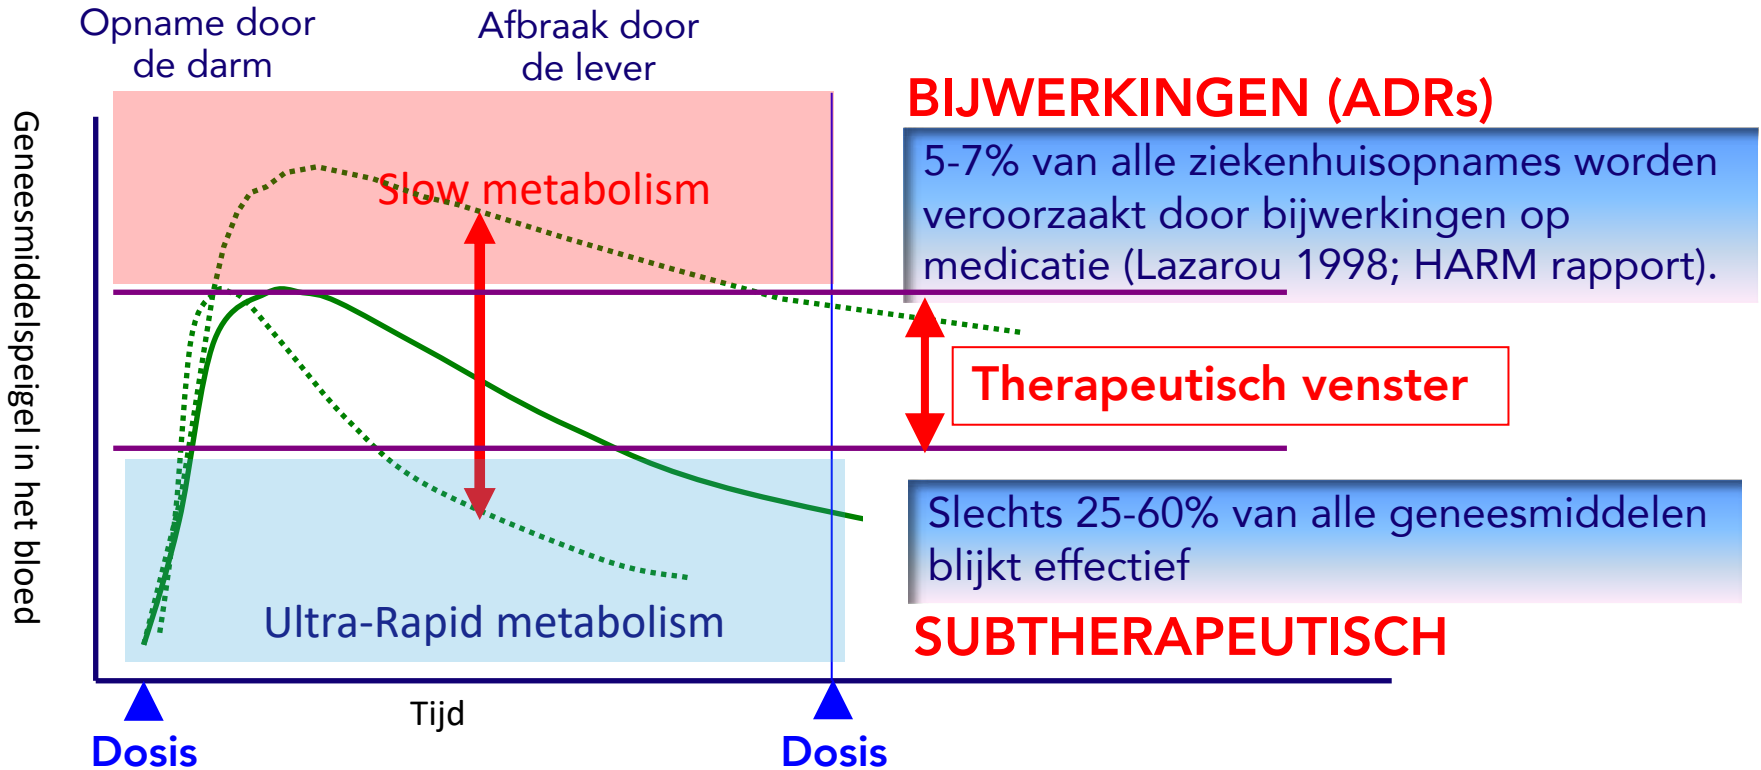 Opname door
de darm
Afbraak door
de lever
BIJWERKINGEN (ADRs)
5-7% van alle ziekenhuisopnames worden
veroorzaakt door bijwerkingen op
medicatie (Lazarou 1998; HARM rapport).
Geneesmiddelspeigel in het bloed
Slow metabolism
Therapeutisch venster
Slechts 25-60% van alle geneesmiddelen
blijkt effectief
Ultra-Rapid metabolism
SUBTHERAPEUTISCH
Tijd
Dosis
Dosis